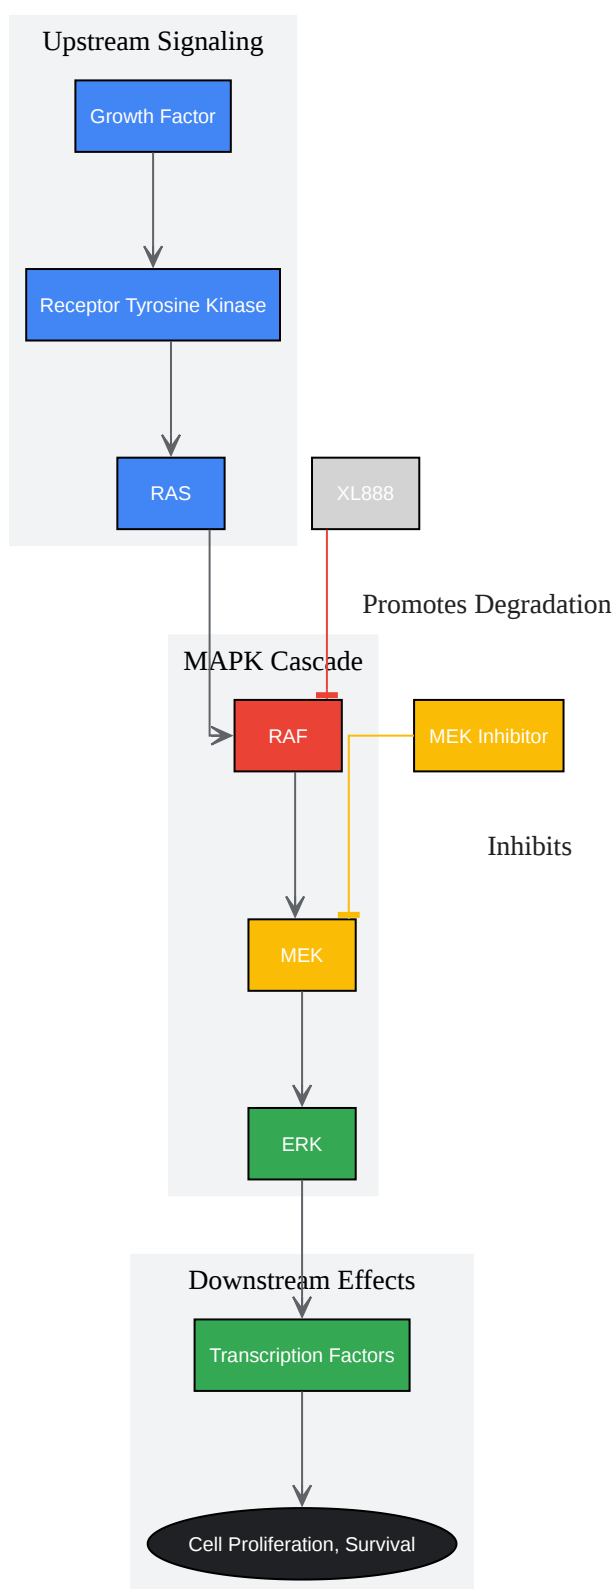 Upstream Signaling
Growth Factor
Receptor Tyrosine Kinase
RAS
XL888
Promotes Degradation
MAPK Cascade
RAF
MEK Inhibitor
Inhibits
MEK
ERK
Downstream Effects
Transcription Factors
Cell Proliferation, Survival